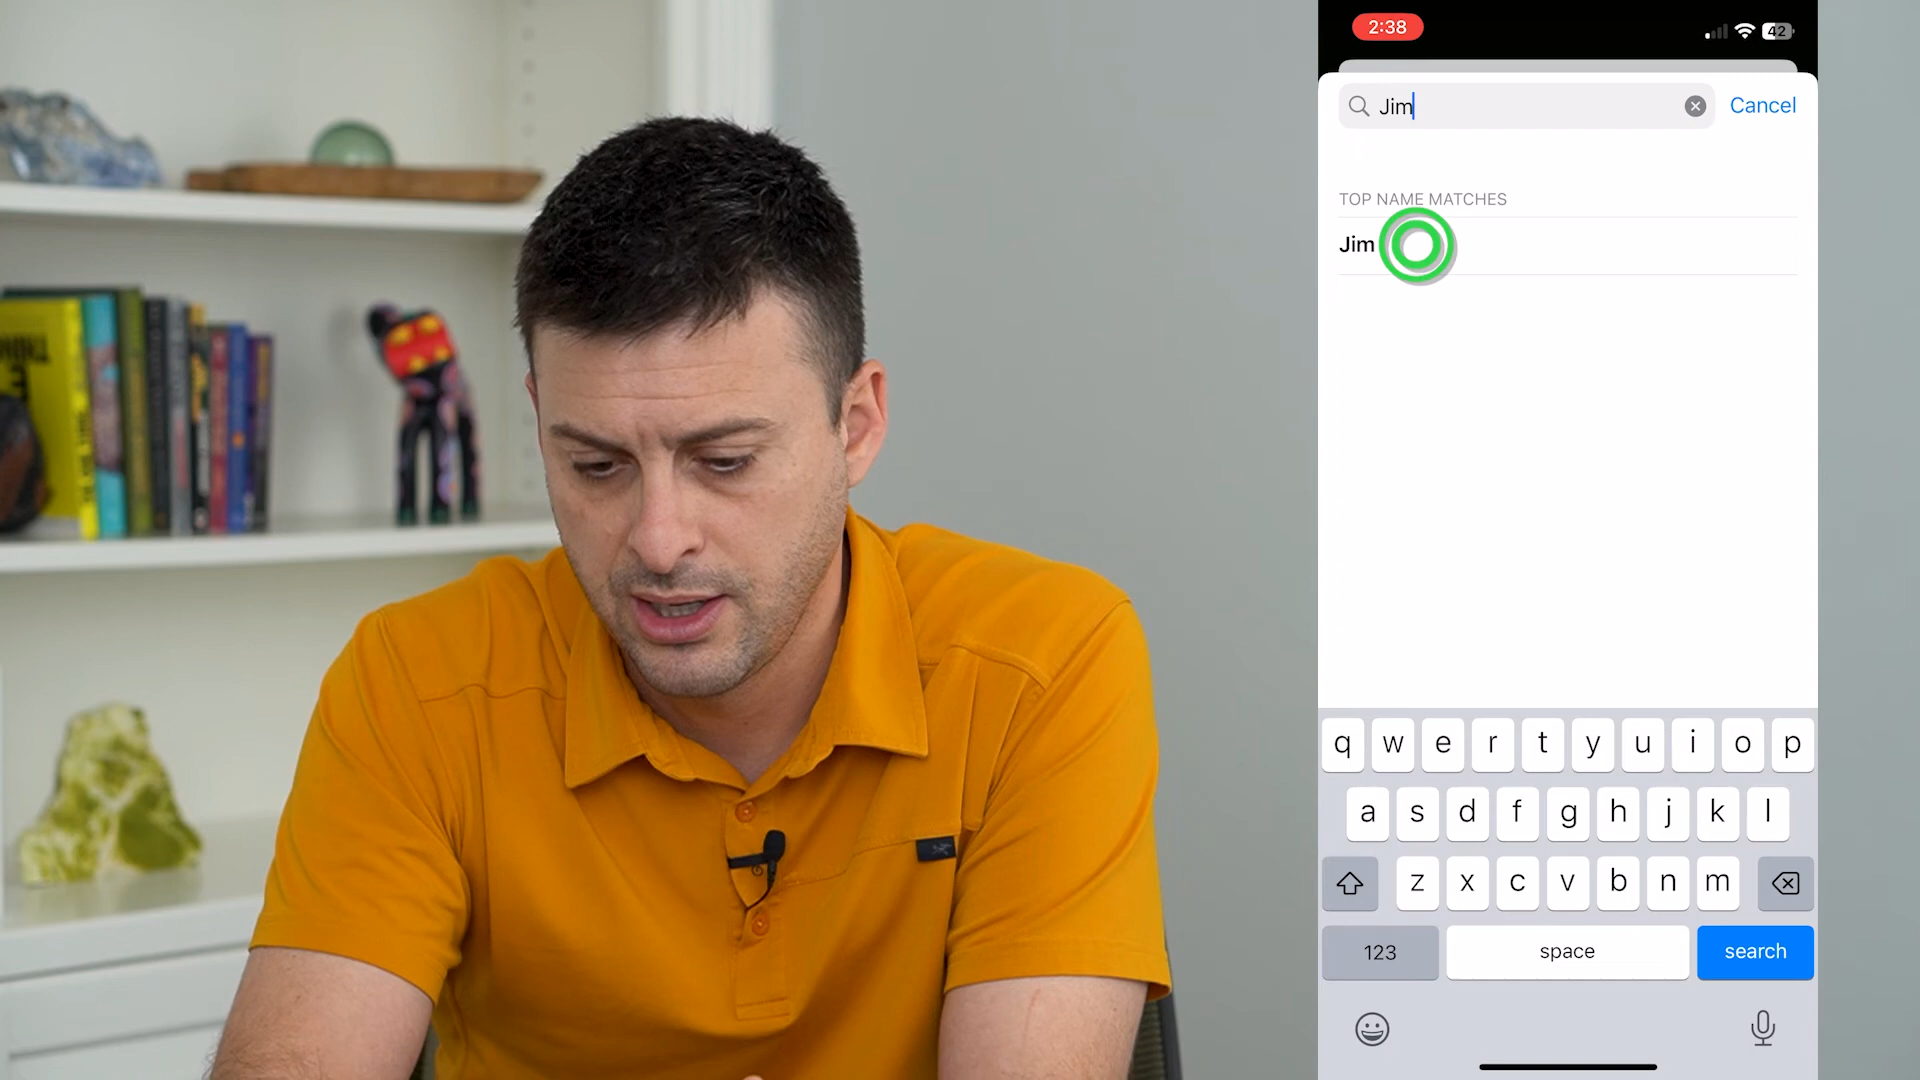 2:38
42
Jim
Cancel
TOP NAME MATCHES
Jim
q w e r t y u i o p
a s d f g h j k l
z x c v b n m
123 space search